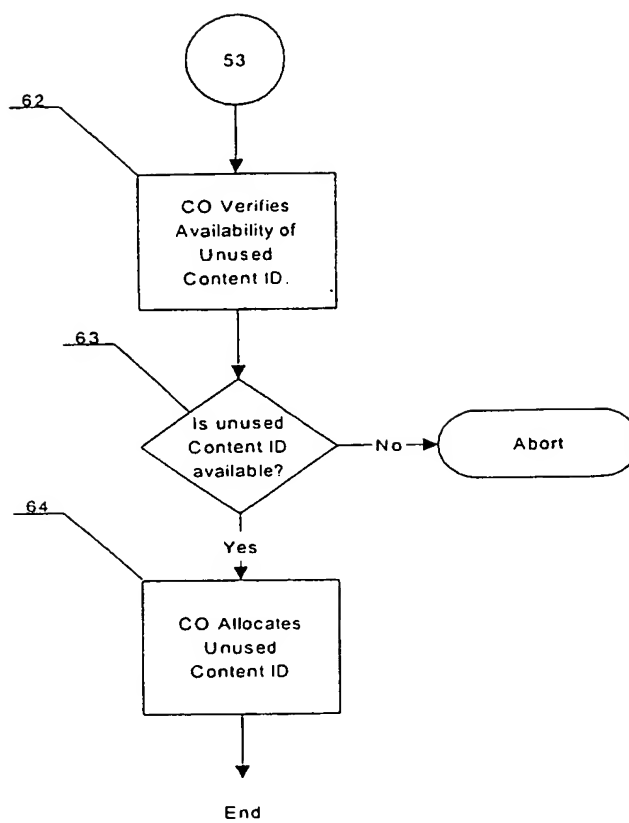 53
62
CO Verifies
Availability of
Unused
Content ID.
63
Is unused
Content ID
available?
No
Abort
64
Yes
CO Allocates
Unused
Content ID
End